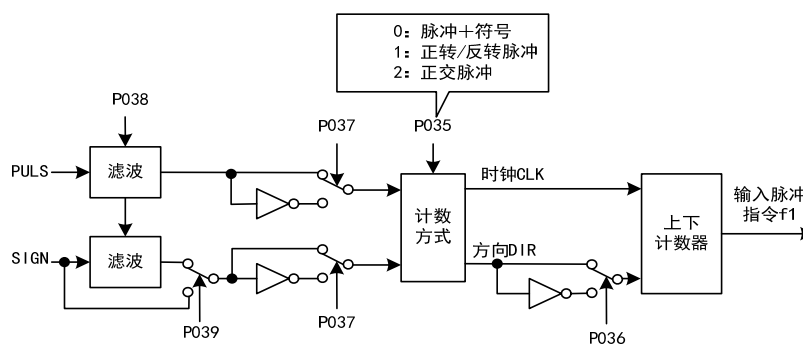 0：脉冲＋符号
1：正转/反转脉冲
2：正交脉冲
P038
P037
P035
PULS
滤波
时钟CLK
计数
方式
上下
计数器
输入脉冲
指令f1
SIGN
滤波
方向DIR
P039
P037
P036